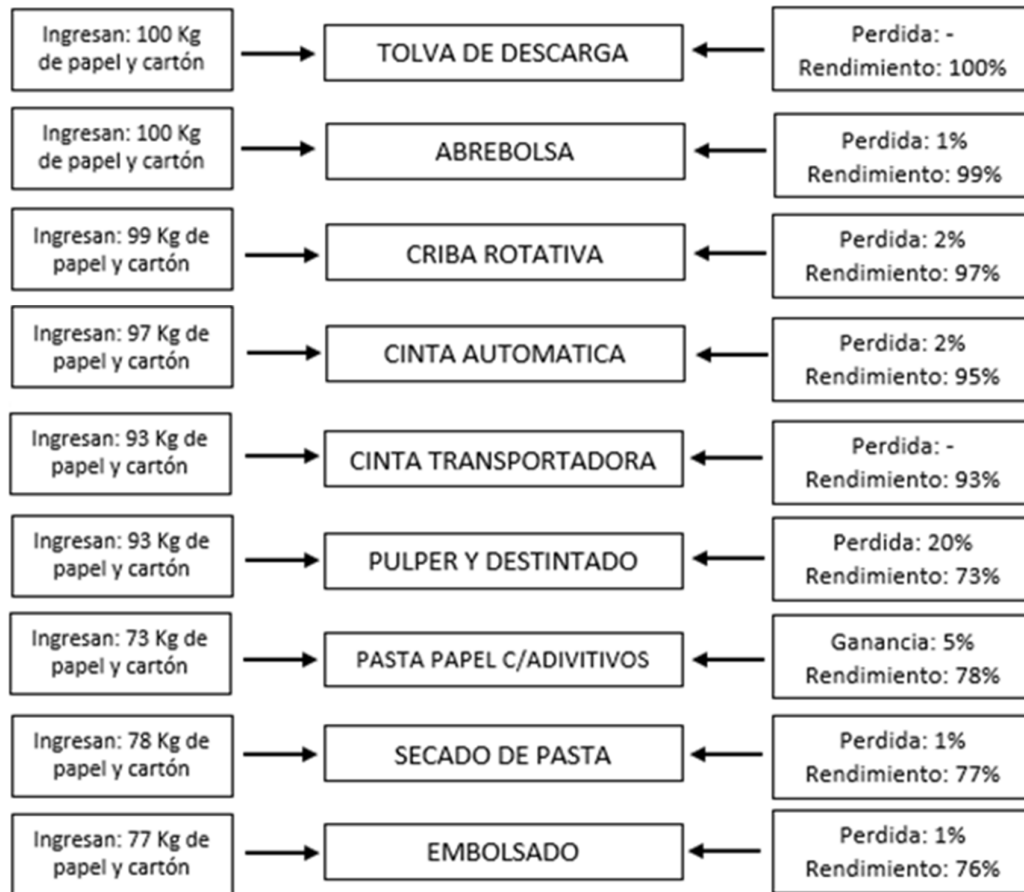 Ingresan: 100 Kg
de papel y cartón
TOLVA DE DESCARGA
Perdida: -
Rendimiento: 100%
Ingresan: 100 Kg
de papel y cartón
ABREBOLSA
Perdida: 1%
Rendimiento: 99%
Ingresan: 99 Kg de
papel y cartón
CRIBA ROTATIVA
Perdida: 2%
Rendimiento: 97%
Ingresan: 97 Kg de
papel y cartón
CINTA AUTOMATICA
Perdida: 2%
Rendimiento: 95%
Ingresan: 93 Kg de
papel y cartón
CINTA TRANSPORTADORA
Perdida: -
Rendimiento: 93%
Ingresan: 93 Kg de
papel y cartón
PULPER Y DESTINTADO
Perdida: 20%
Rendimiento: 73%
Ingresan: 73 Kg de
papel y cartón
PASTA PAPEL C/ADIVITIVOS
Ganancia: 5%
Rendimiento: 78%
Ingresan: 78 Kg de
papel y cartón
SECADO DE PASTA
Perdida: 1%
Rendimiento: 77%
Ingresan: 77 Kg de
papel y cartón
EMBOLSADO
Perdida: 1%
Rendimiento: 76%